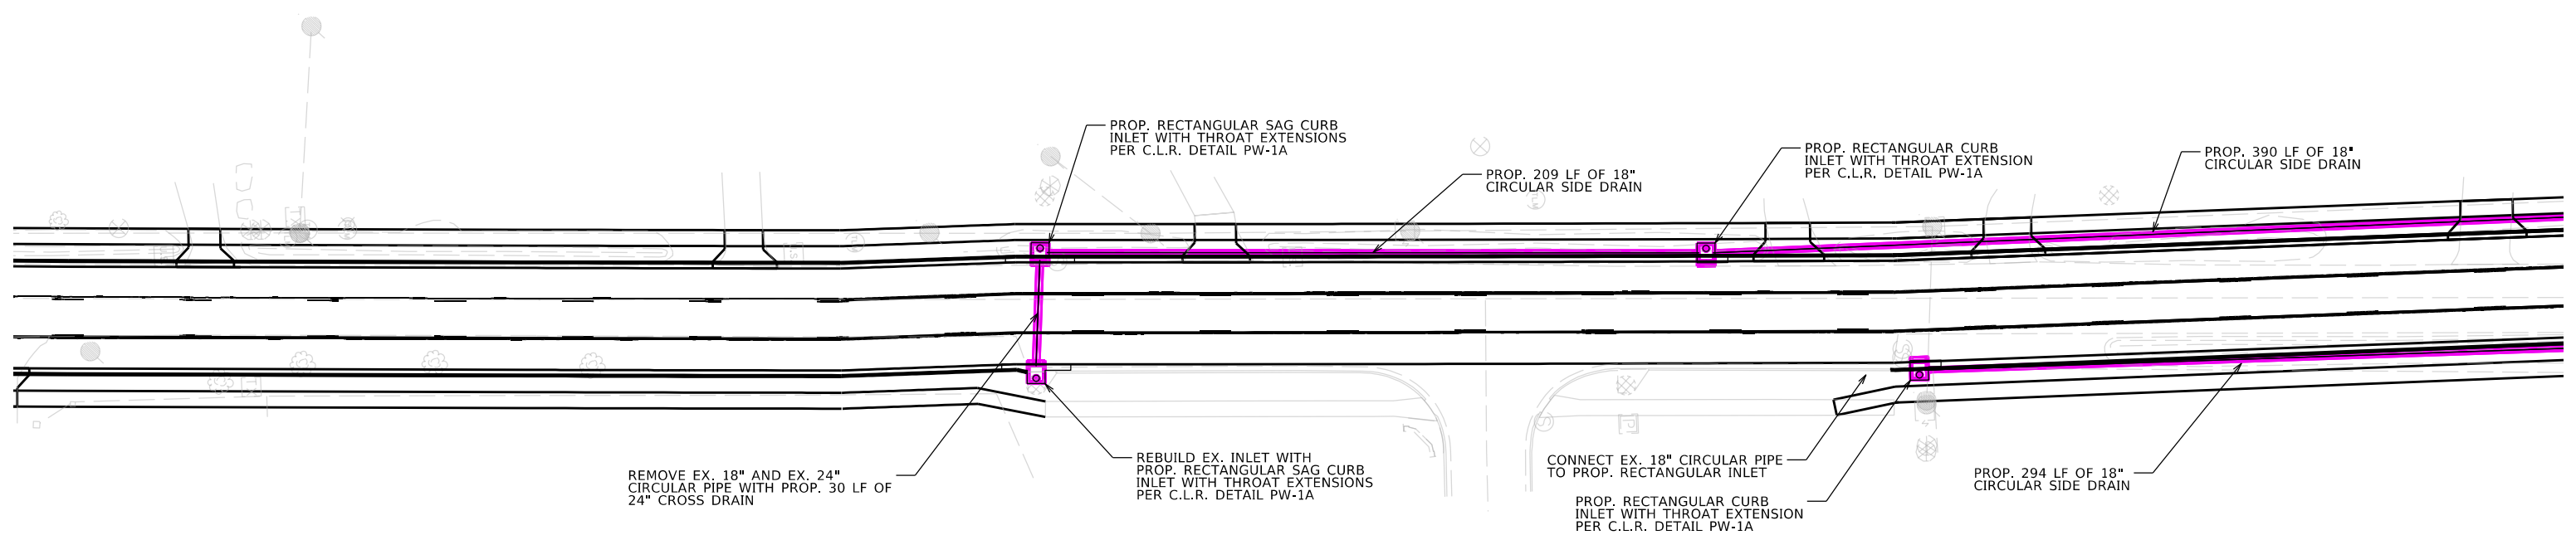 PROP. RECTANGULAR SAG CURB
INLET WITH THROAT EXTENSIONS
PER C.L.R. DETAIL PW-1A
PROP. 209 LF OF 18"
CIRCULAR SIDE DRAIN
PROP. RECTANGULAR CURB
INLET WITH THROAT EXTENSION
PER C.L.R. DETAIL PW-1A
PROP. 390 LF OF 18"
CIRCULAR SIDE DRAIN
REMOVE EX. 18" AND EX. 24"
CIRCULAR PIPE WITH PROP. 30 LF OF
24" CROSS DRAIN
REBUILD EX. INLET WITH
PROP. RECTANGULAR SAG CURB
INLET WITH THROAT EXTENSIONS
PER C.L.R. DETAIL PW-1A
CONNECT EX. 18" CIRCULAR PIPE
TO PROP. RECTANGULAR INLET
PROP. RECTANGULAR CURB
INLET WITH THROAT EXTENSION
PER C.L.R. DETAIL PW-1A
PROP. 294 LF OF 18"
CIRCULAR SIDE DRAIN